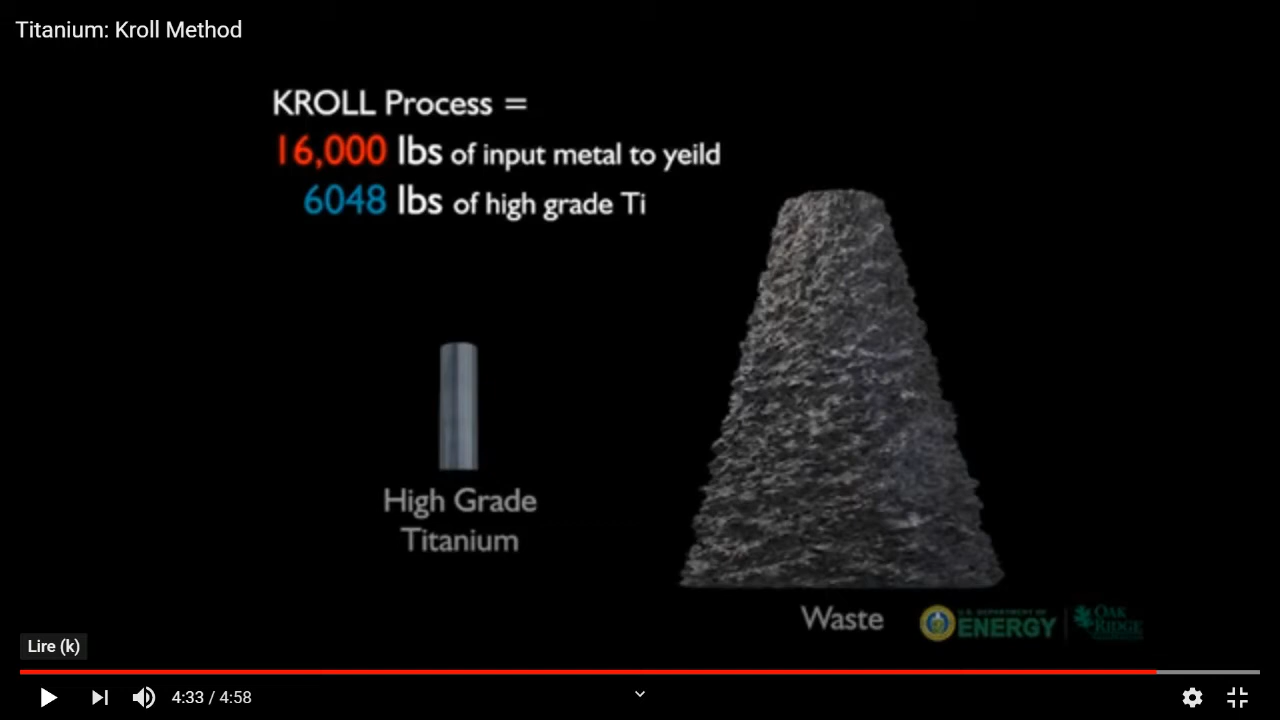 Titanium: Kroll Method
KROLL Process =
16,000 lbs of input metal to yeild
6048 lbs of high grade Ti
High Grade
Titanium
Waste
U.S. DEPARTMENT OF
ENERGY
OAK
RIDGE
Lire (k)
4:33 / 4:58